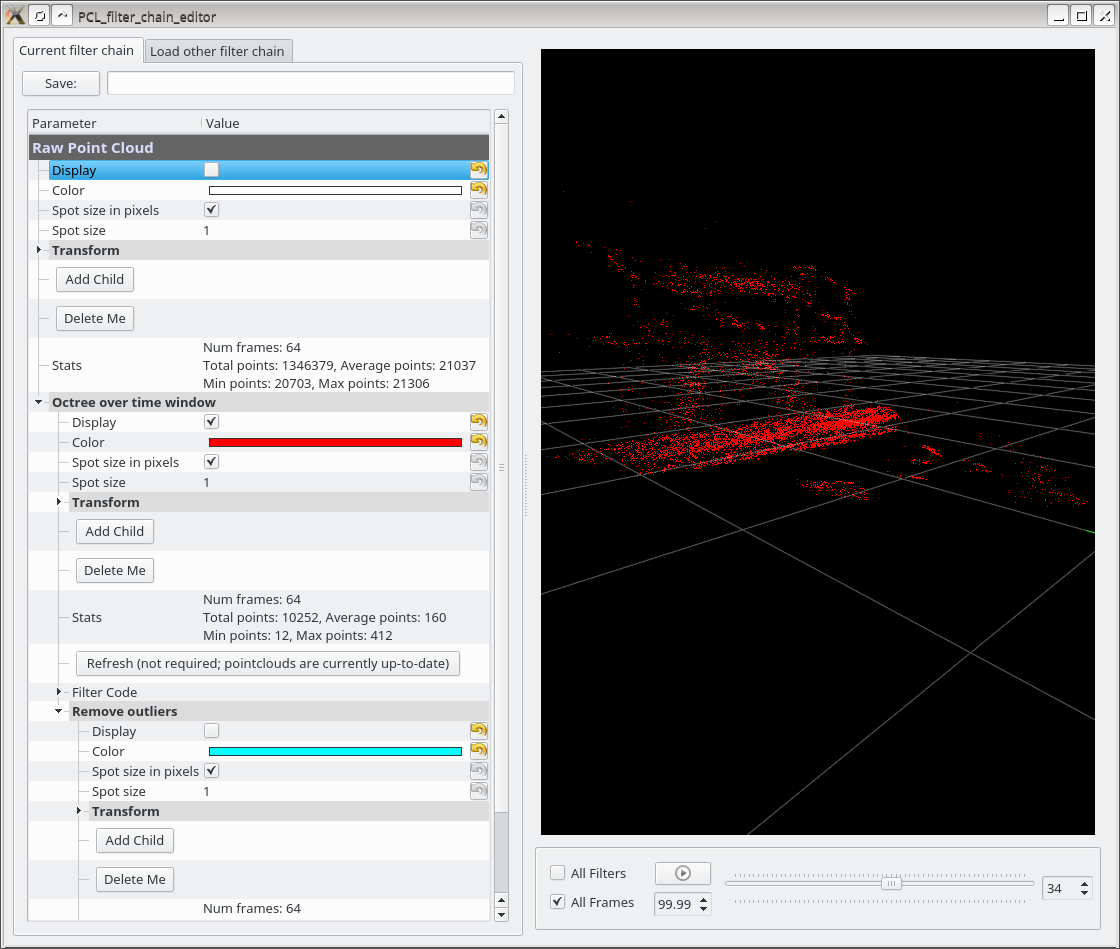 PCL_filter_chain_editor
Current filter chain
Load other filter chain
Save:
Parameter Value
Raw Point Cloud
Display
Color
Spot size in pixels
Spot size 1
Transform
Add Child
Delete Me
Num frames: 64
Stats Total points: 1346379, Average points: 21037
Min points: 20703, Max points: 21306
Octree over time window
Display
Color
Spot size in pixels
Spot size 1
Transform
Add Child
Delete Me
Num frames: 64
Stats Total points: 10252, Average points: 160
Min points: 12, Max points: 412
Refresh (not required; pointclouds are currently up-to-date)
Filter Code
Remove outliers
Display
Color
Spot size in pixels
Spot size 1
Transform
Add Child
Delete Me
Num frames: 64
All Filters
All Frames 99.99
34